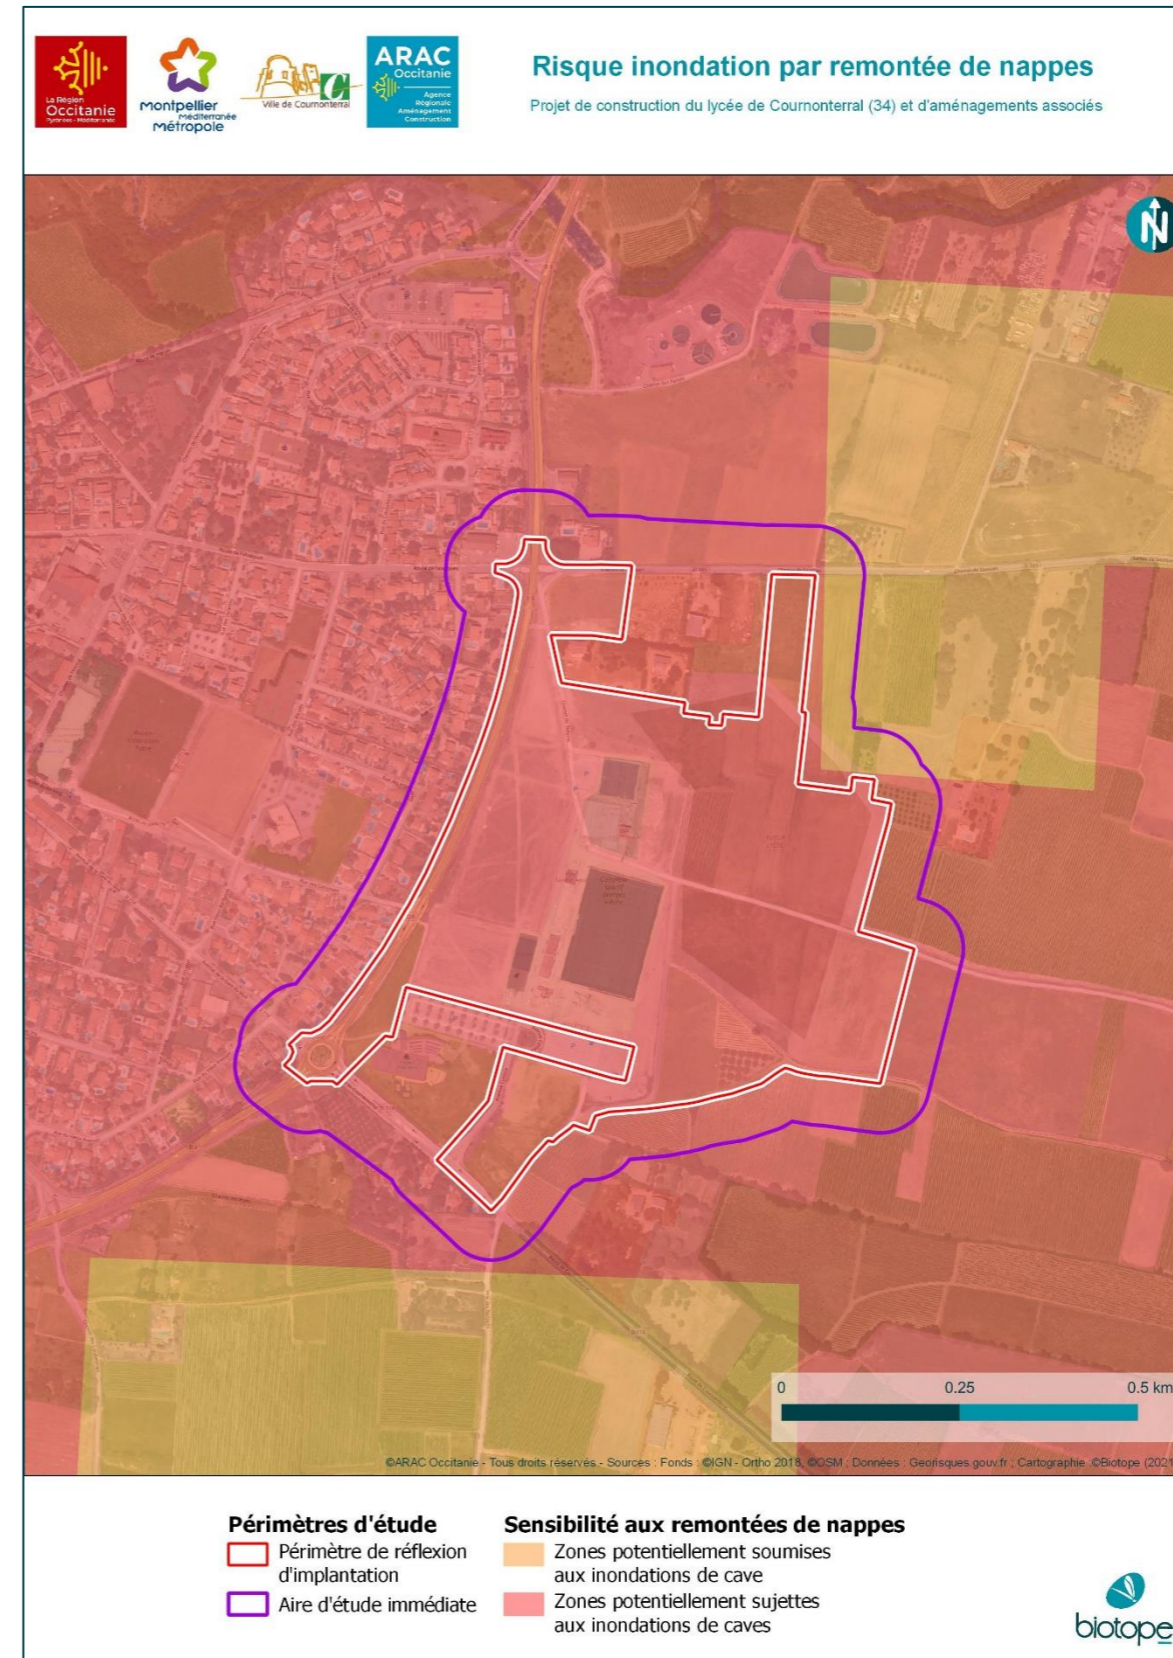 La Région
Occitanie
Pyrénées - Méditerranée
montpellier
méditerranée
métropole
Ville de Cournonterral
ARAC
Occitanie
Agence
Régionale
Aménagement
Construction
Risque inondation par remontée de nappes
Projet de construction du lycée de Cournonterral (34) et d'aménagements associés
N
0 0.25 0.5 km
©ARAC Occitanie - Tous droits réservés - Sources : Fonds : ©IGN - Ortho 2018, ©OSM ; Données : Georisques.gouv.fr ; Cartographie : ©Biotope (2021
Périmètres d'étude
Périmètre de réflexion
d'implantation
Aire d'étude immédiate
Sensibilité aux remontées de nappes
Zones potentiellement soumises
aux inondations de cave
Zones potentiellement sujettes
aux inondations de caves
biotope